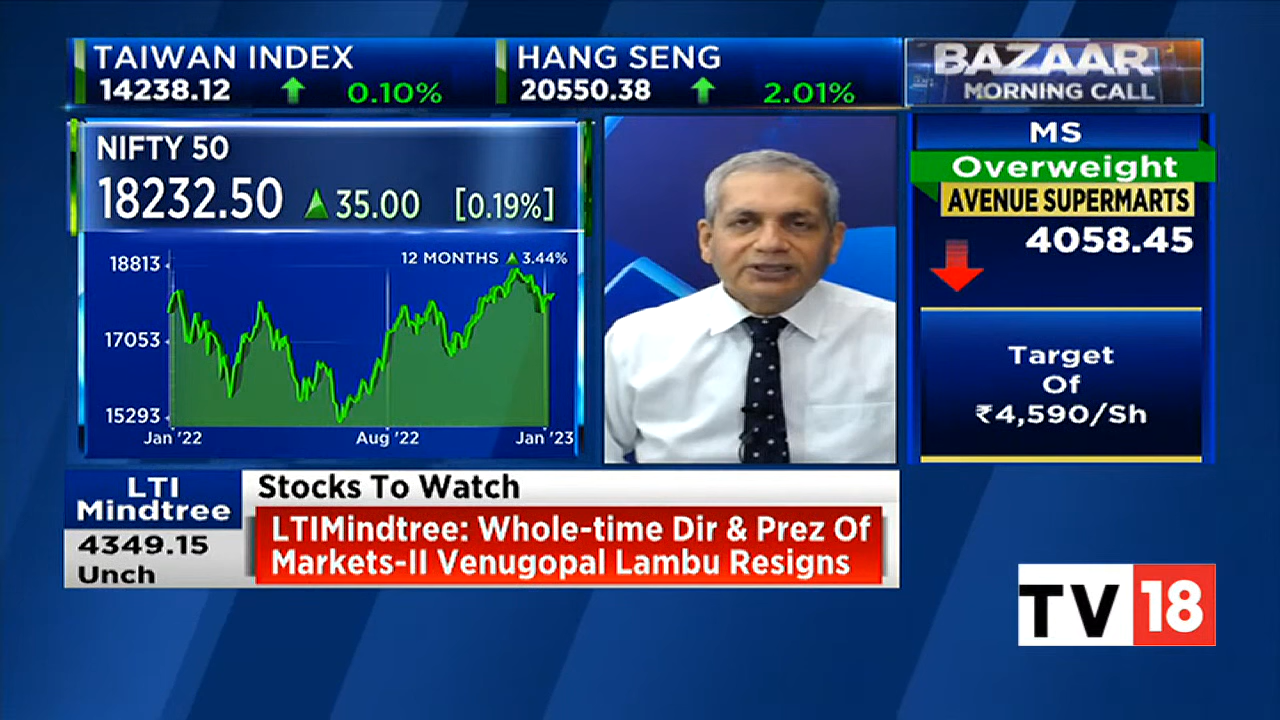 TAIWAN INDEX
14238.12 0.10%
HANG SENG
20550.38 2.01%
BAZAAR
MORNING CALL
NIFTY 50
18232.50 35.00 [0.19%]
12 MONTHS 3.44%
18813
17053
15293
Jan '22 Aug '22 Jan '23
MS
Overweight
AVENUE SUPERMARTS
4058.45
Target
Of
₹4,590/Sh
LTI
Mindtree
4349.15
Unch
Stocks To Watch
LTIMindtree: Whole-time Dir & Prez Of
Markets-II Venugopal Lambu Resigns
TV18